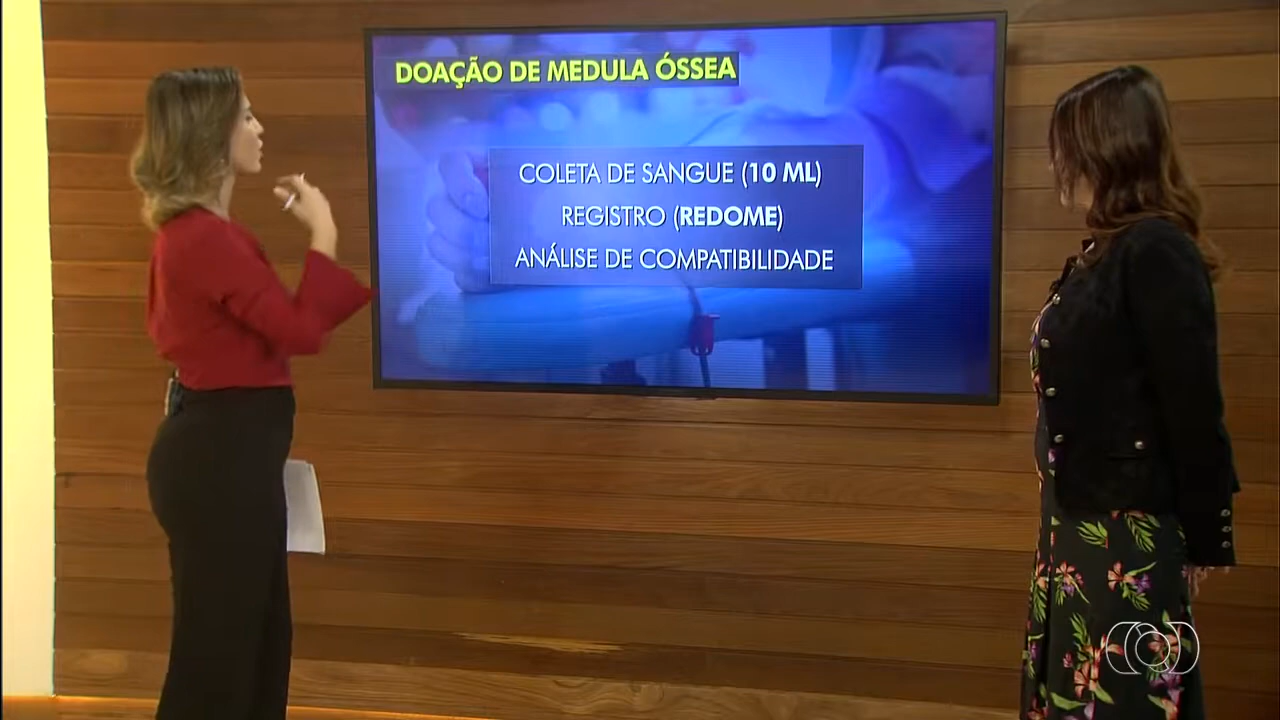 DOAÇÃO DE MEDULA ÓSSEA
COLETA DE SANGUE (10 ML)
REGISTRO (REDOME)
ANÁLISE DE COMPATIBILIDADE